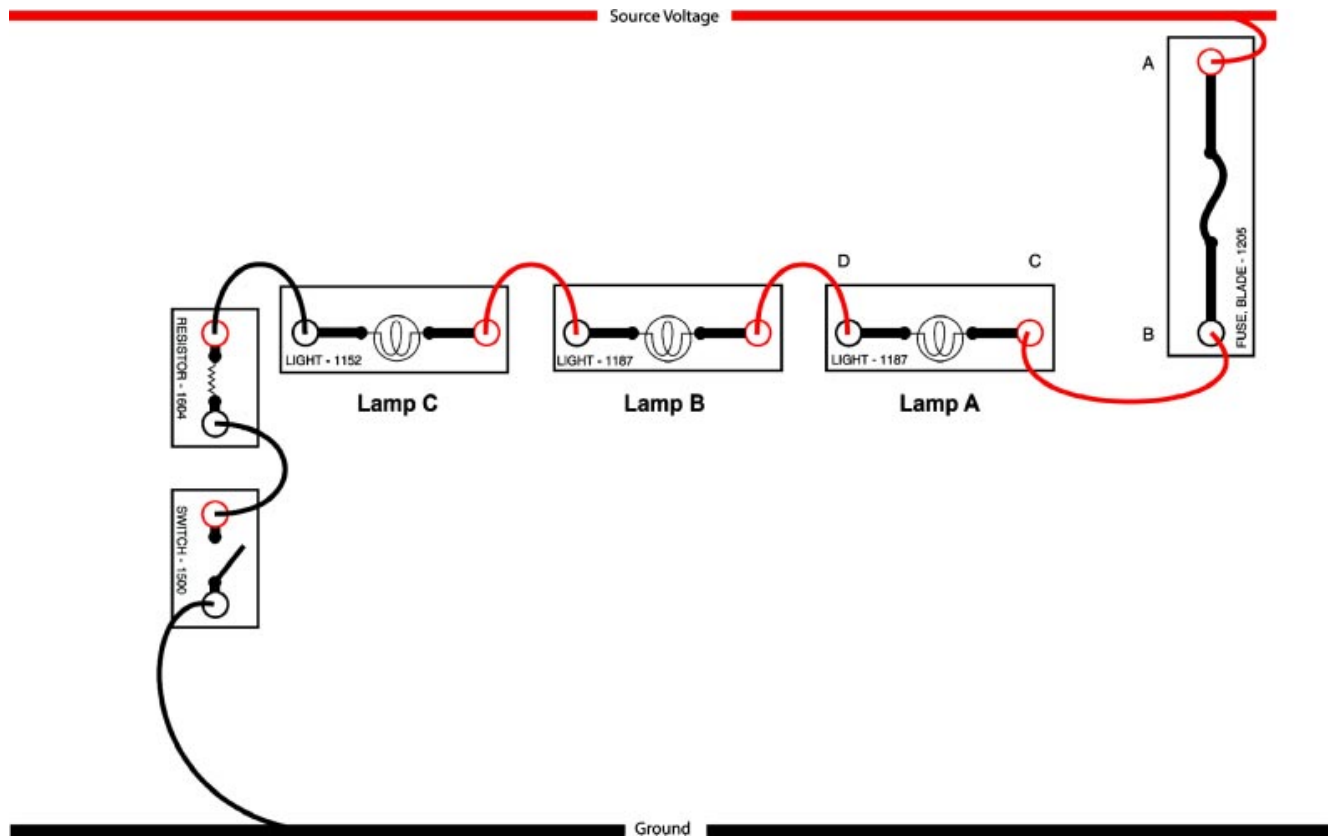 Source Voltage
A
FUSE, BLADE - 1205
B
D
C
LIGHT - 1152
LIGHT - 1187
LIGHT - 1187
Lamp C
Lamp B
Lamp A
RESISTOR - 1604
SWITCH - 1500
Ground